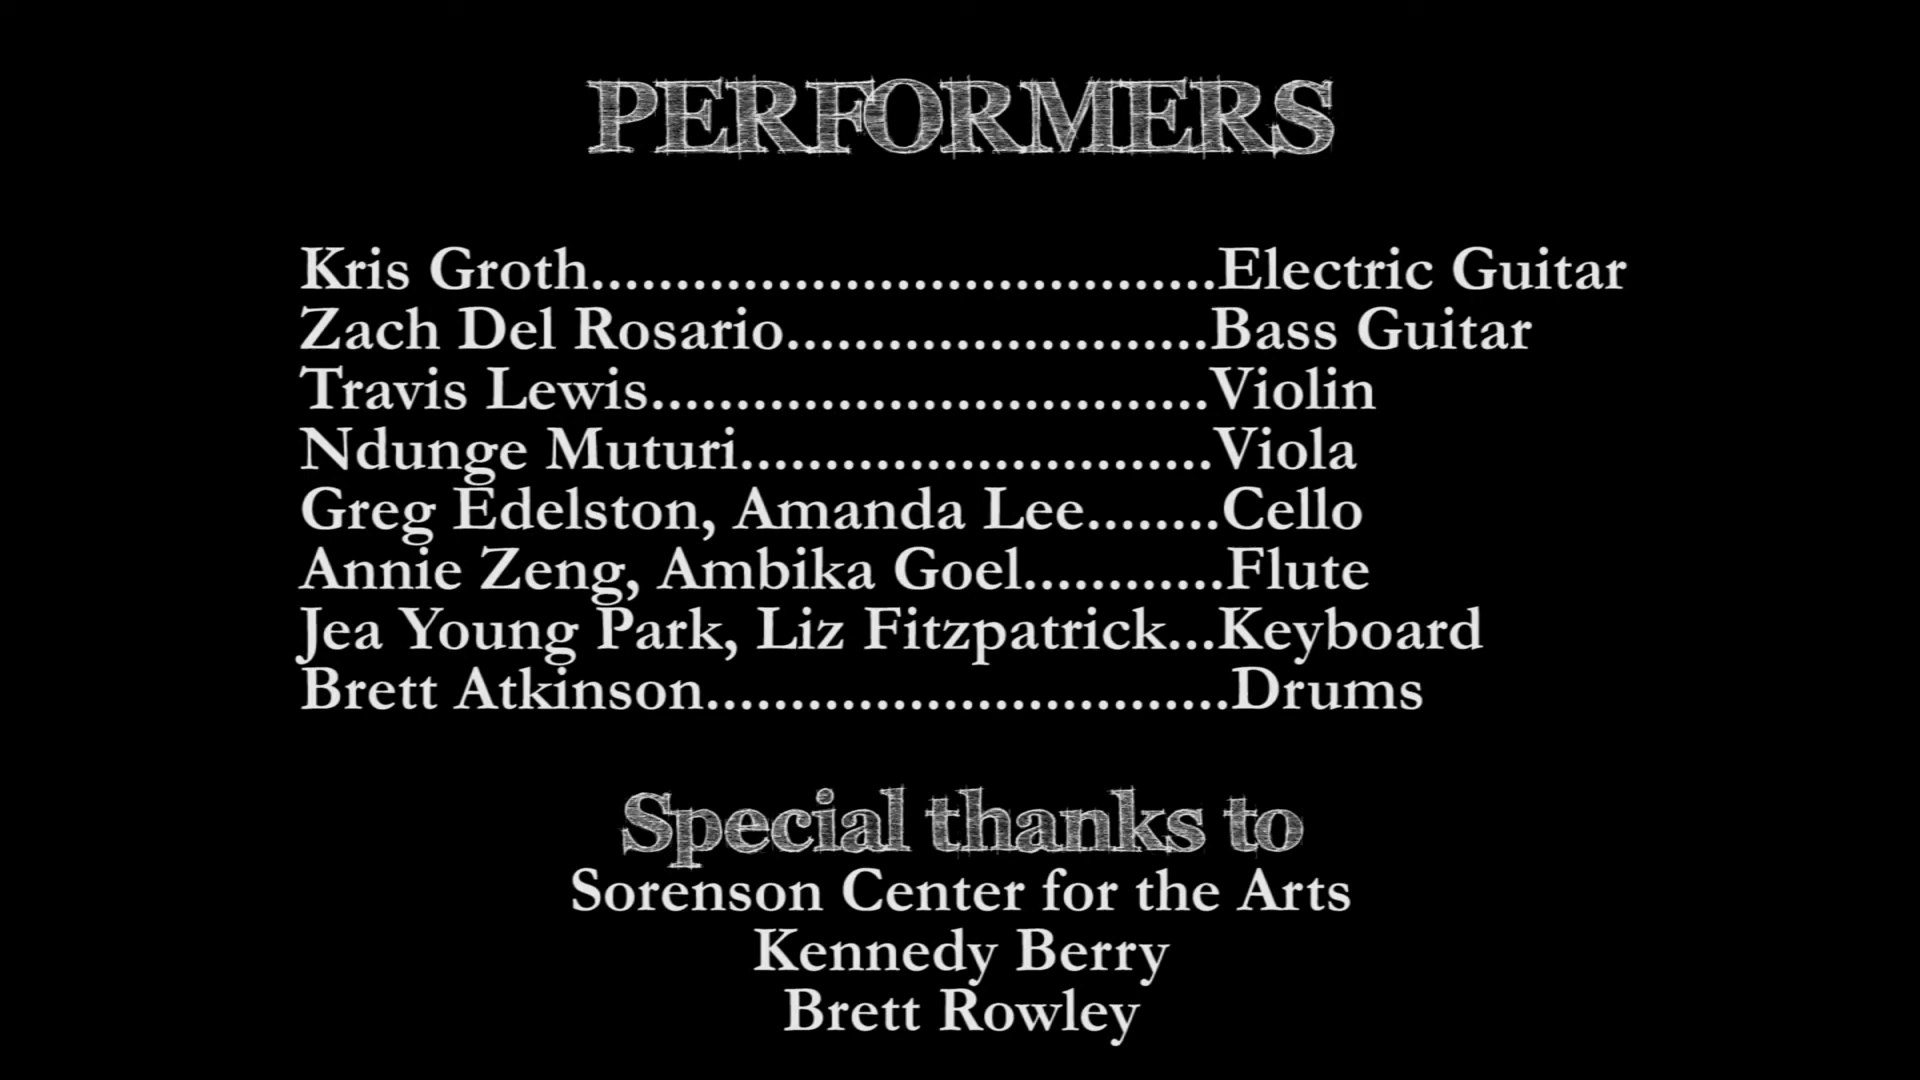 PERFORMERS
Kris Groth.....................................Electric Guitar
Zach Del Rosario.........................Bass Guitar
Travis Lewis.................................Violin
Ndunge Muturi............................Viola
Greg Edelston, Amanda Lee........Cello
Annie Zeng, Ambika Goel............Flute
Jea Young Park, Liz Fitzpatrick...Keyboard
Brett Atkinson...............................Drums
Special thanks to
Sorenson Center for the Arts
Kennedy Berry
Brett Rowley